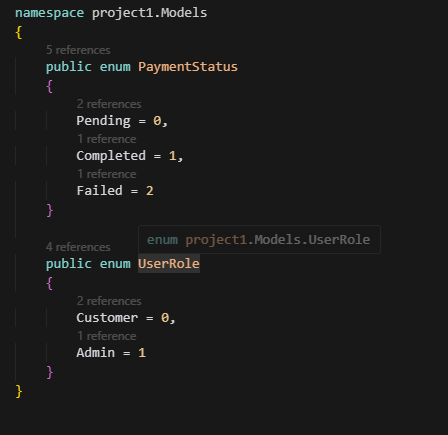 namespace project1.Models
{
5 references
public enum PaymentStatus
{
2 references
Pending = 0,
1 reference
Completed = 1,
1 reference
Failed = 2
}
enum project1.Models.UserRole
4 references
public enum UserRole
{
2 references
Customer = 0,
1 reference
Admin = 1
}
}